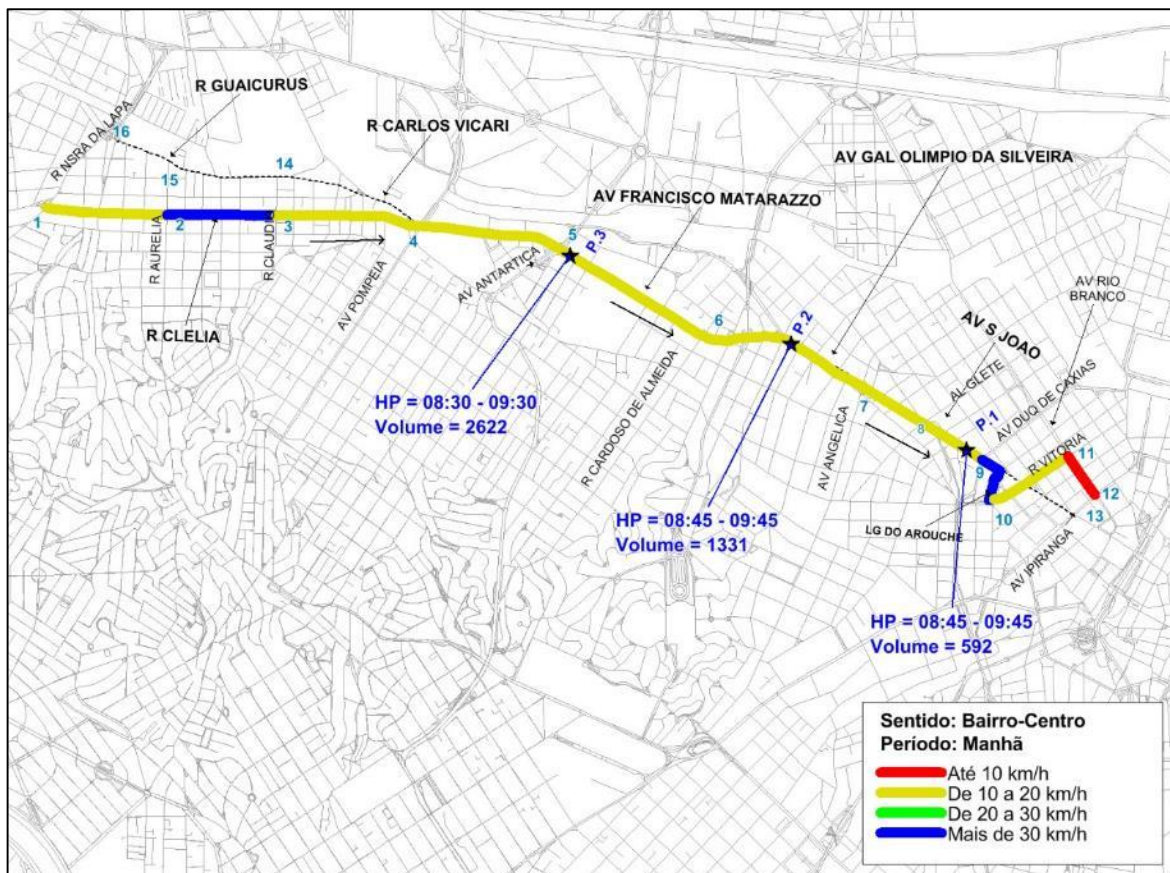 R GUAICURUS
R NSRA DA LAPA
16
R CARLOS VICARI
15
14
AV GAL OLIMPIO DA SILVEIRA
AV FRANCISCO MATARAZZO
1
R AURELIA
2
R CLAUDI
3
4
5
P.3
AV ANTARTICA
AV POMPEIA
R CLELIA
AV RIO
BRANCO
6
P.2
AV S JOAO
AL-GLETE
AV DUQ DE CAXIAS
R CARDOSO DE ALMEIDA
HP = 08:30 - 09:30
Volume = 2622
7
AV ANGELICA
8
P.1
9
R VITORIA
11
12
10
13
LG DO AROUCHE
AV IPIRANGA
HP = 08:45 - 09:45
Volume = 1331
HP = 08:45 - 09:45
Volume = 592
Sentido: Bairro-Centro
Período: Manhã
Até 10 km/h
De 10 a 20 km/h
De 20 a 30 km/h
Mais de 30 km/h